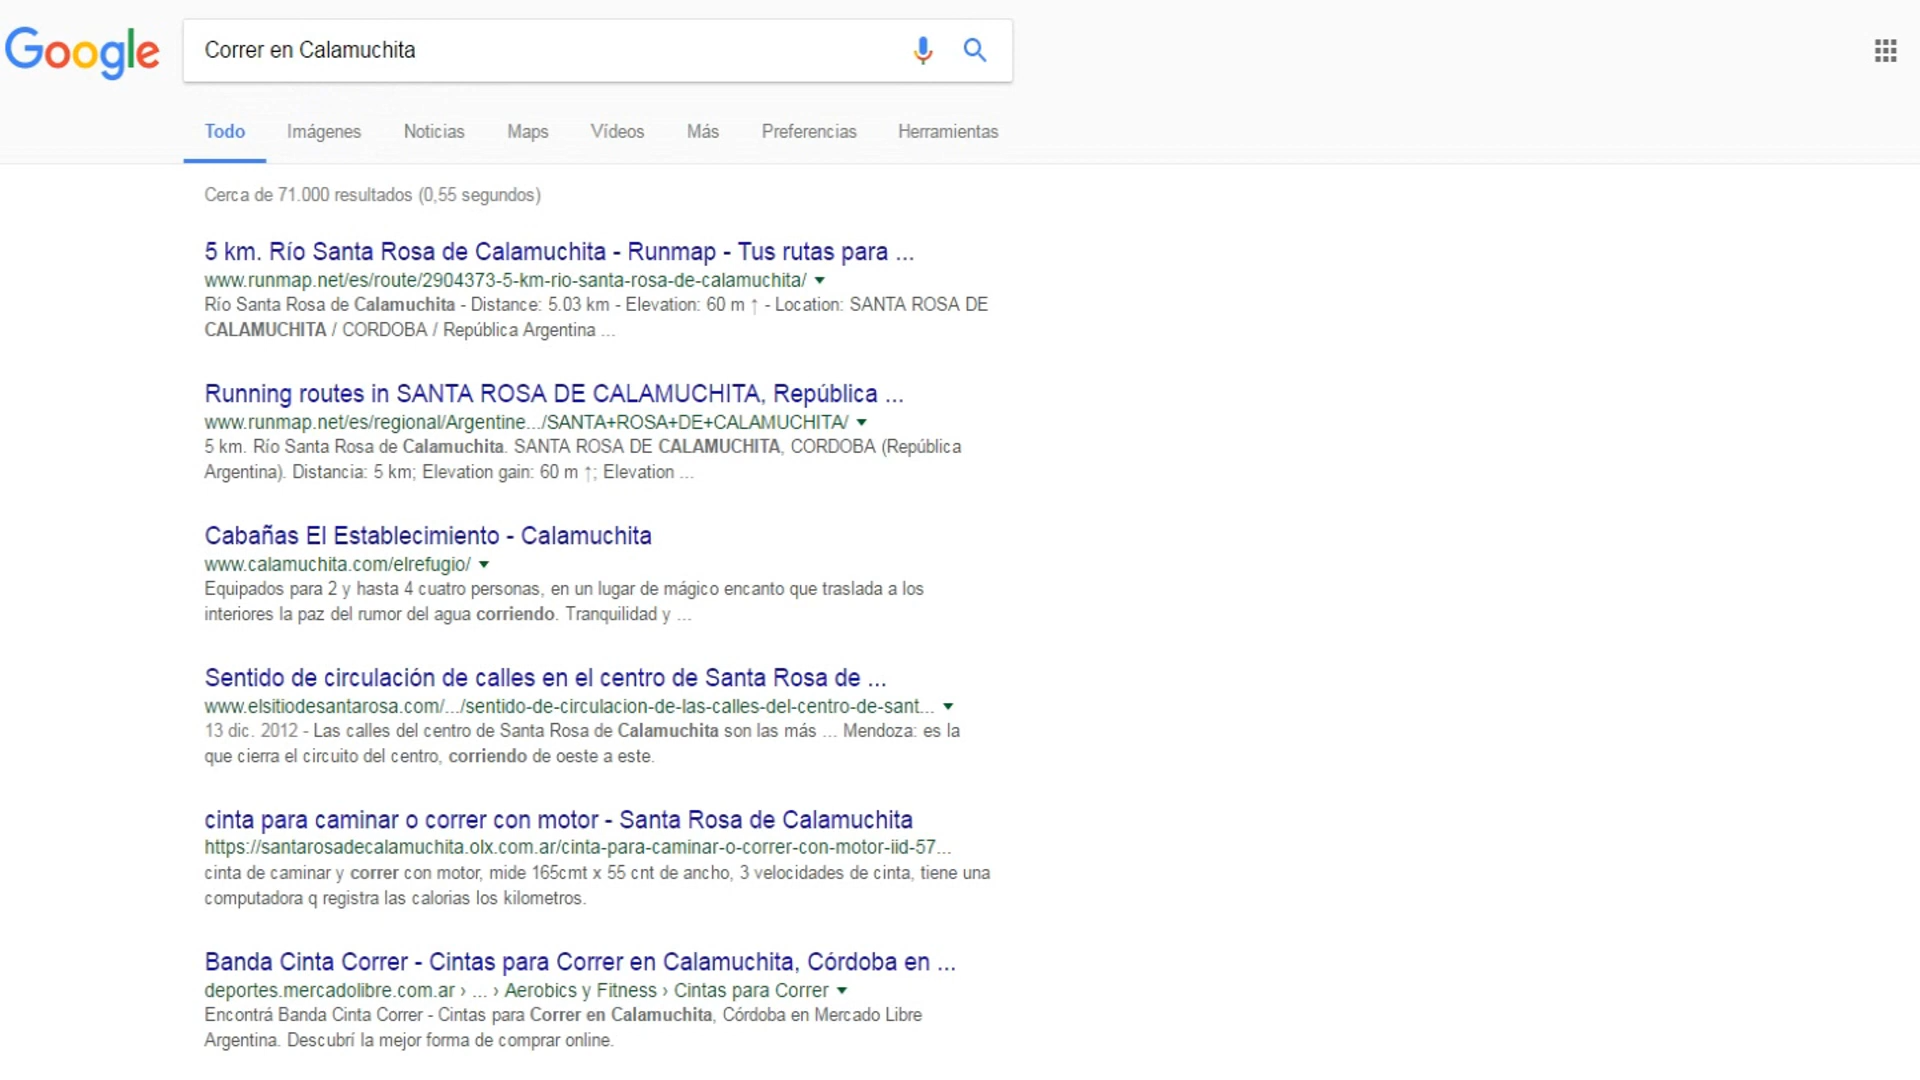 Google
Correr en Calamuchita
Todo Imágenes Noticias Maps Vídeos Más Preferencias Herramientas
Cerca de 71.000 resultados (0,55 segundos)
5 km. Río Santa Rosa de Calamuchita - Runmap - Tus rutas para ...
www.runmap.net/es/route/2904373-5-km-rio-santa-rosa-de-calamuchita/
Río Santa Rosa de Calamuchita - Distance: 5.03 km - Elevation: 60 m ↑ - Location: SANTA ROSA DE
CALAMUCHITA / CORDOBA / República Argentina ...
Running routes in SANTA ROSA DE CALAMUCHITA, República ...
www.runmap.net/es/regional/Argentine.../SANTA+ROSA+DE+CALAMUCHITA/
5 km. Río Santa Rosa de Calamuchita. SANTA ROSA DE CALAMUCHITA, CORDOBA (República
Argentina). Distancia: 5 km; Elevation gain: 60 m ↑; Elevation ...
Cabañas El Establecimiento - Calamuchita
www.calamuchita.com/elrefugio/
Equipados para 2 y hasta 4 cuatro personas, en un lugar de mágico encanto que traslada a los
interiores la paz del rumor del agua corriendo. Tranquilidad y ...
Sentido de circulación de calles en el centro de Santa Rosa de ...
www.elsitiodesantarosa.com/.../sentido-de-circulacion-de-las-calles-del-centro-de-sant...
13 dic. 2012 - Las calles del centro de Santa Rosa de Calamuchita son las más ... Mendoza: es la
que cierra el circuito del centro, corriendo de oeste a este.
cinta para caminar o correr con motor - Santa Rosa de Calamuchita
https://santarosadecalamuchita.olx.com.ar/cinta-para-caminar-o-correr-con-motor-iid-57...
cinta de caminar y correr con motor, mide 165cmt x 55 cnt de ancho, 3 velocidades de cinta, tiene una
computadora q registra las calorias los kilometros.
Banda Cinta Correr - Cintas para Correr en Calamuchita, Córdoba en ...
deportes.mercadolibre.com.ar › ... › Aerobics y Fitness › Cintas para Correr
Encontrá Banda Cinta Correr - Cintas para Correr en Calamuchita, Córdoba en Mercado Libre
Argentina. Descubrí la mejor forma de comprar online.